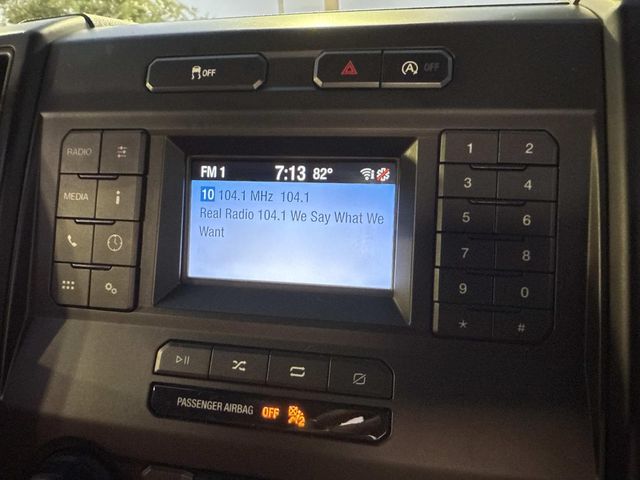 OFF
OFF
FM 1 7:13 82°
10 104.1 MHz 104.1
Real Radio 104.1 We Say What We
Want
RADIO
MEDIA
i
1 2
3 4
5 6
7 8
9 0
* #
PASSENGER AIRBAG OFF 2